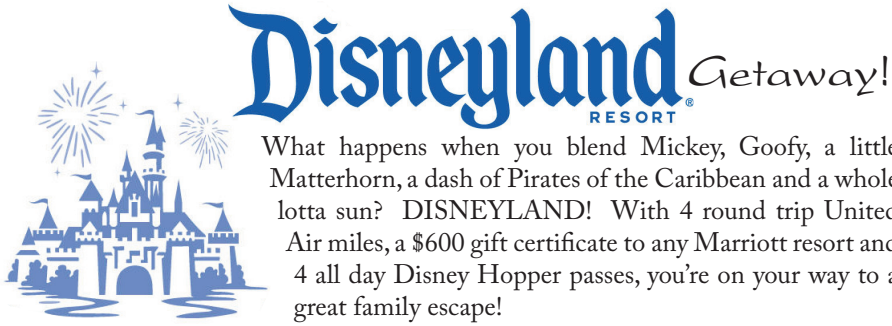 Disneyland Getaway!
RESORT®
What happens when you blend Mickey, Goofy, a little
Matterhorn, a dash of Pirates of the Caribbean and a whole
lotta sun? DISNEYLAND! With 4 round trip United
Air miles, a $600 gift certificate to any Marriott resort and
4 all day Disney Hopper passes, you're on your way to a
great family escape!